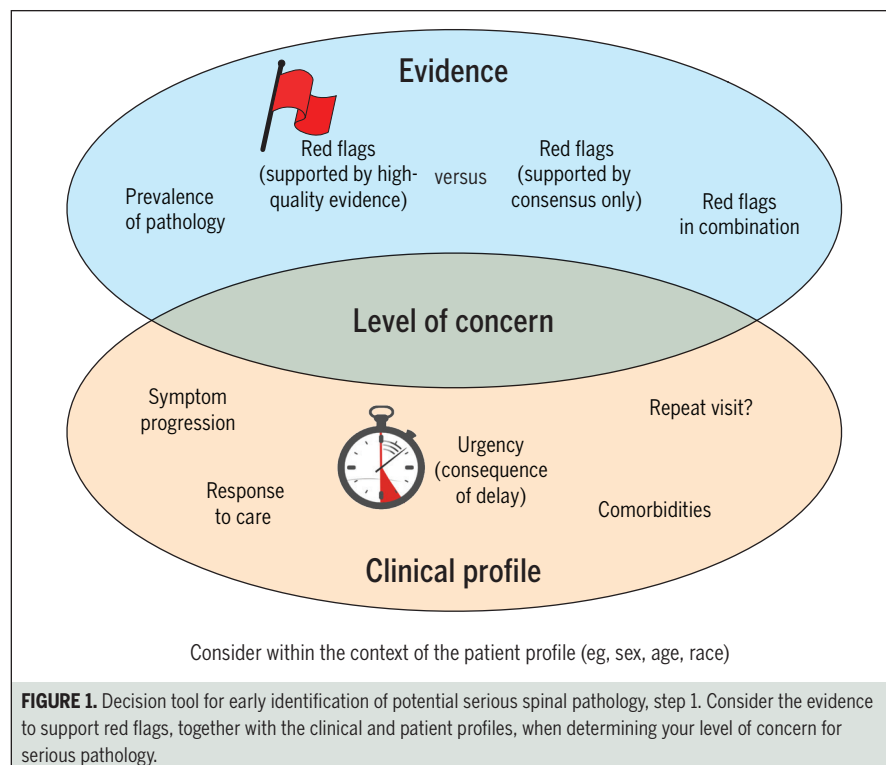 Evidence
Red flags
(supported by high-
quality evidence)
versus
Red flags
(supported by
consensus only)
Prevalence
of pathology
Red flags
in combination
Level of concern
Symptom
progression
Repeat visit?
Urgency
(consequence
of delay)
Response
to care
Comorbidities
Clinical profile
Consider within the context of the patient profile (eg, sex, age, race)
FIGURE 1. Decision tool for early identification of potential serious spinal pathology, step 1. Consider the evidence
to support red flags, together with the clinical and patient profiles, when determining your level of concern for
serious pathology.